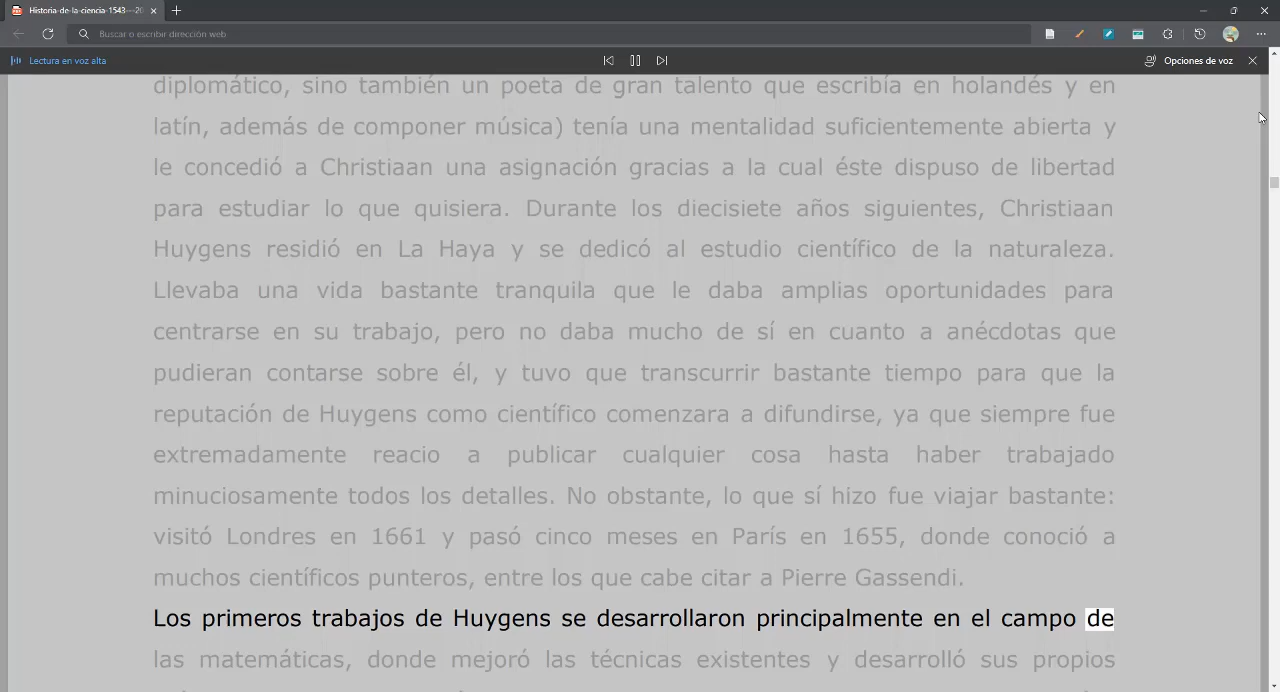 Historia-de-la-ciencia-1543---20
Buscar o escribir dirección web
Lectura en voz alta
Opciones de voz
diplomático, sino también un poeta de gran talento que escribía en holandés y en
latín, además de componer música) tenía una mentalidad suficientemente abierta y
le concedió a Christiaan una asignación gracias a la cual éste dispuso de libertad
para estudiar lo que quisiera. Durante los diecisiete años siguientes, Christiaan
Huygens residió en La Haya y se dedicó al estudio científico de la naturaleza.
Llevaba una vida bastante tranquila que le daba amplias oportunidades para
centrarse en su trabajo, pero no daba mucho de sí en cuanto a anécdotas que
pudieran contarse sobre él, y tuvo que transcurrir bastante tiempo para que la
reputación de Huygens como científico comenzara a difundirse, ya que siempre fue
extremadamente reacio a publicar cualquier cosa hasta haber trabajado
minuciosamente todos los detalles. No obstante, lo que sí hizo fue viajar bastante:
visitó Londres en 1661 y pasó cinco meses en París en 1655, donde conoció a
muchos científicos punteros, entre los que cabe citar a Pierre Gassendi.
Los primeros trabajos de Huygens se desarrollaron principalmente en el campo de
las matemáticas, donde mejoró las técnicas existentes y desarrolló sus propios